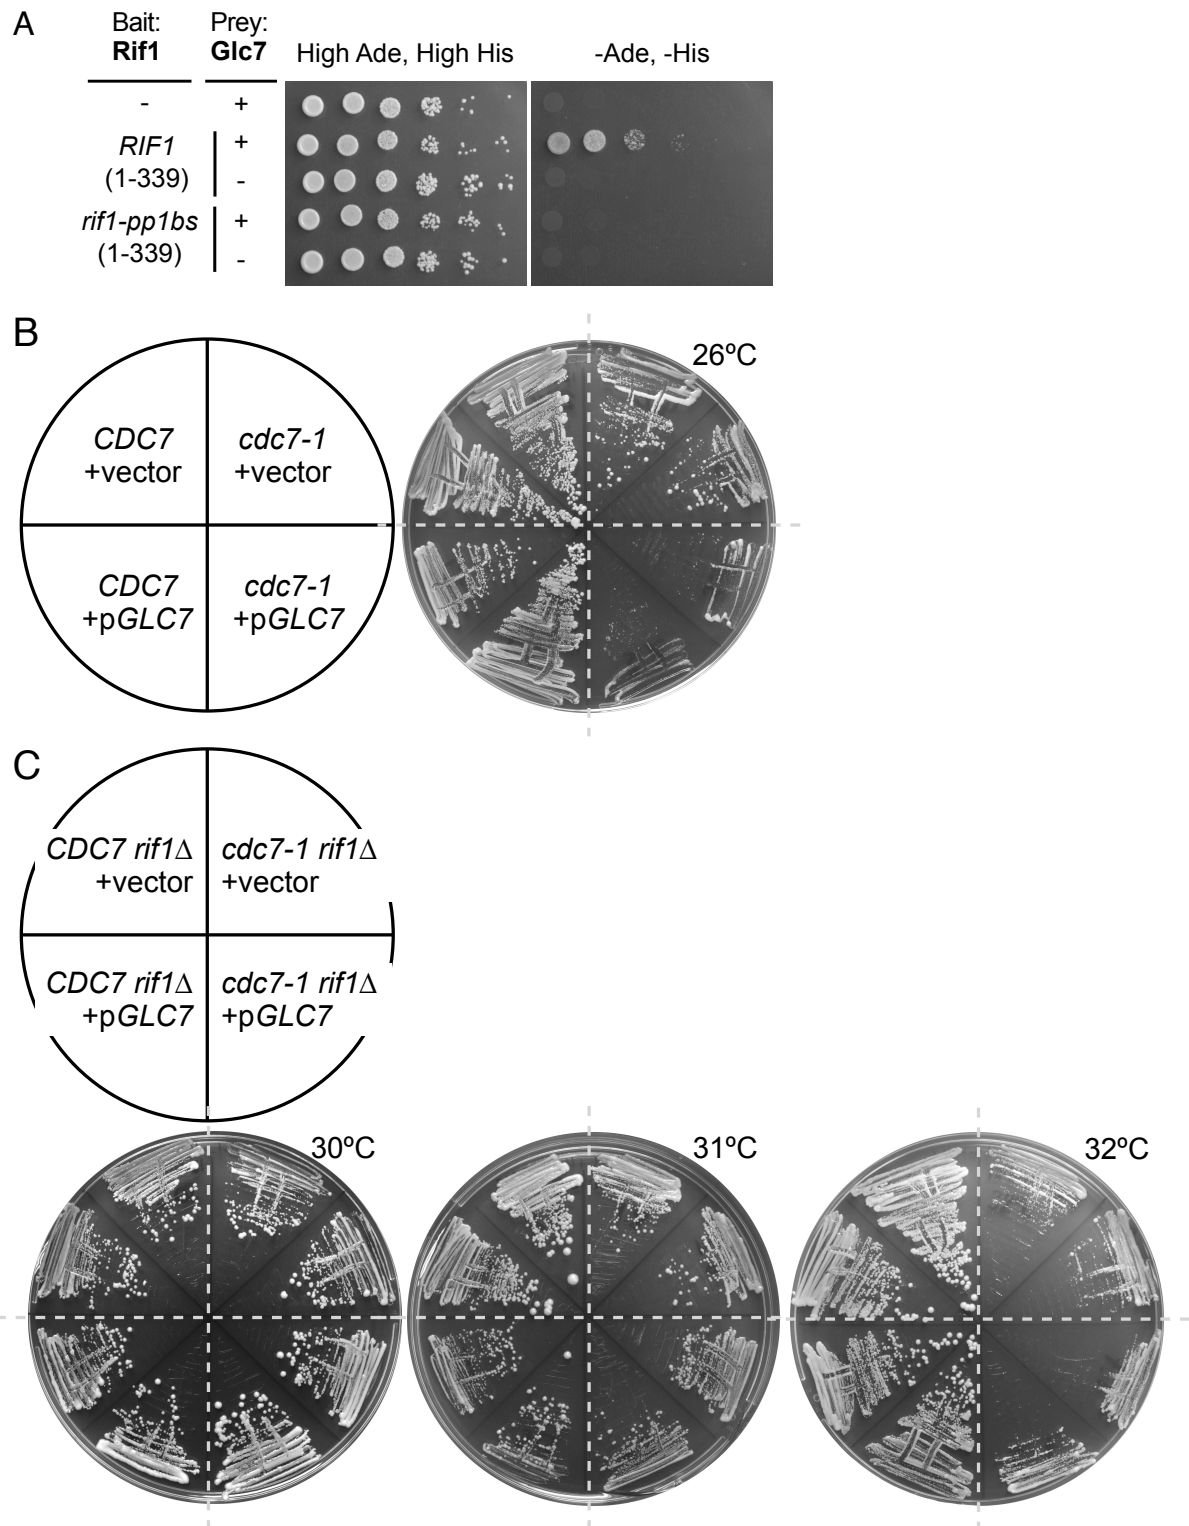 A
Bait: Prey:
Rif1 Glc7 High Ade, High His -Ade, -His
- +
RIF1 +
(1-339) -
rif1-pp1bs +
(1-339) -
B
26ºC
CDC7 cdc7-1
+vector +vector
CDC7 cdc7-1
+pGLC7 +pGLC7
C
CDC7 rif1Δ cdc7-1 rif1Δ
+vector +vector
CDC7 rif1Δ cdc7-1 rif1Δ
+pGLC7 +pGLC7
30ºC 31ºC 32ºC